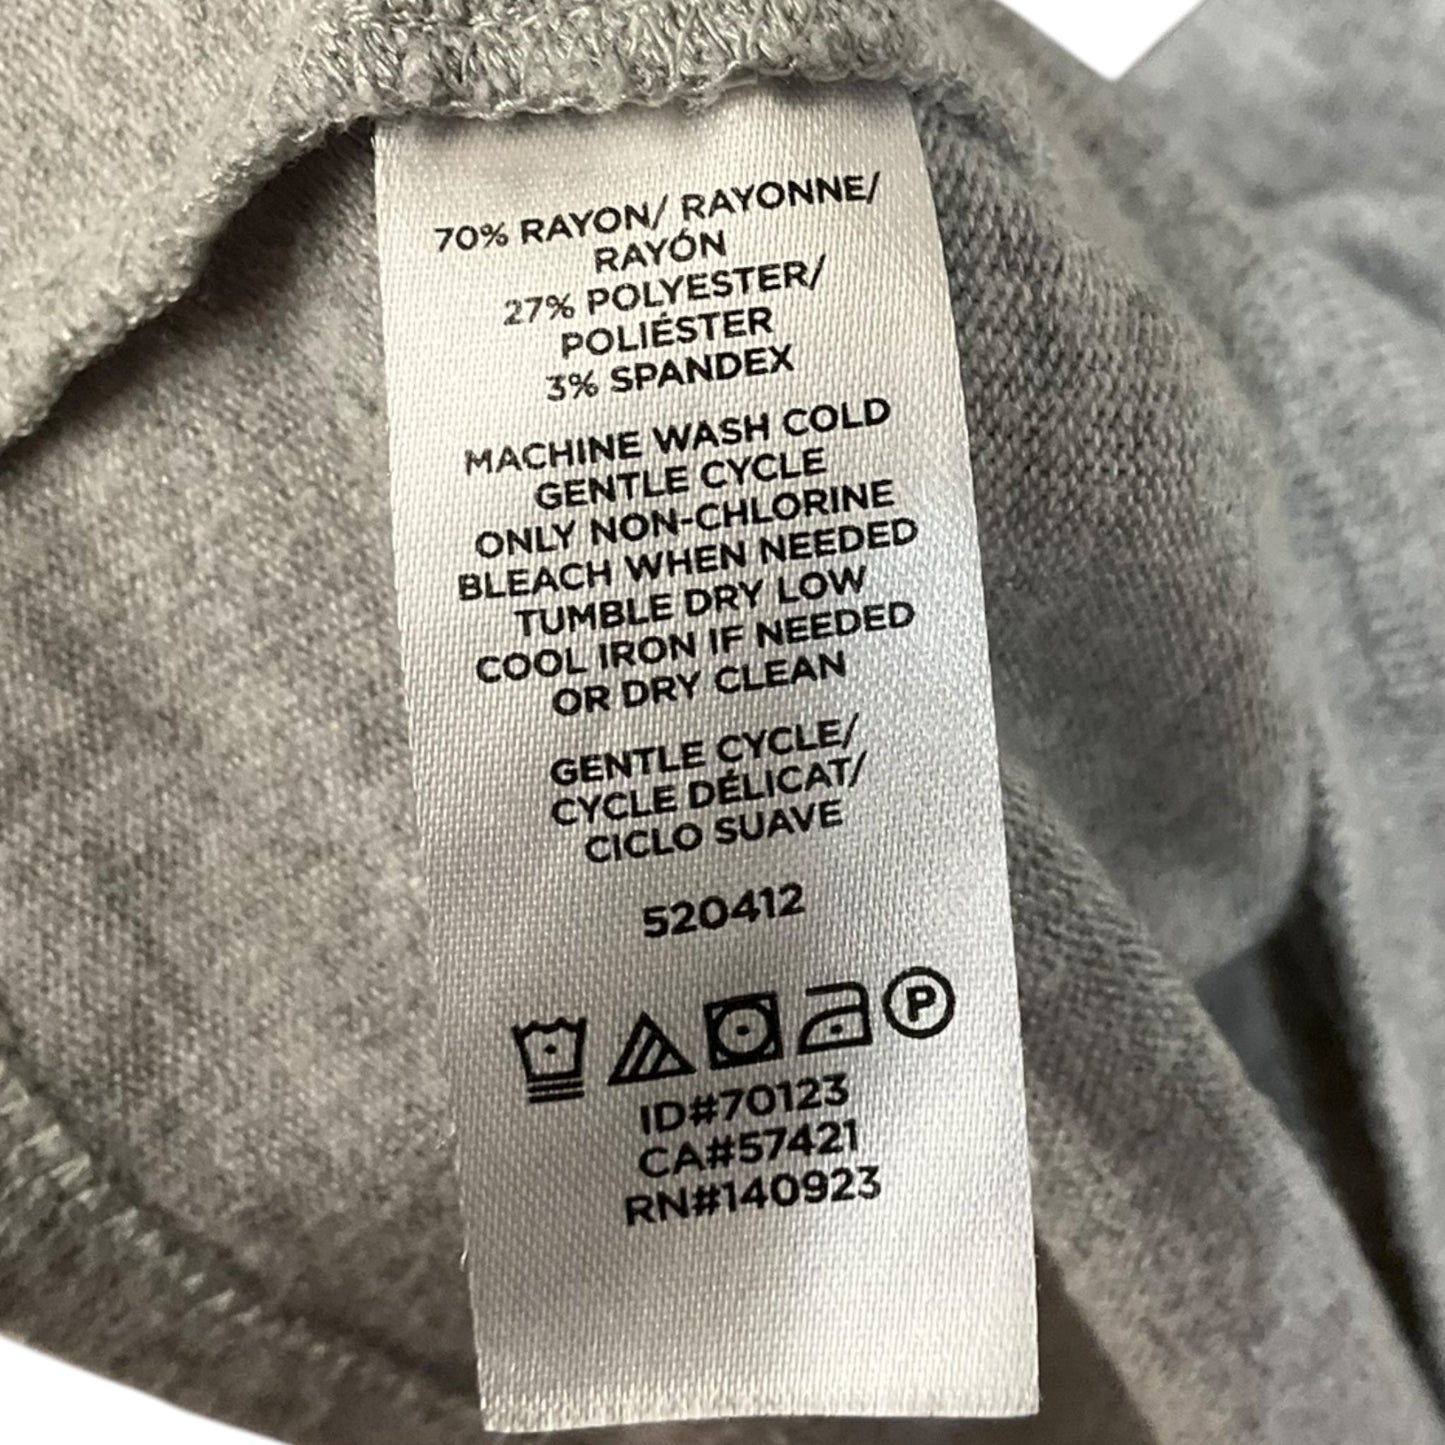 70% RAYON/ RAYONNE/
RAYÓN
27% POLYESTER/
POLIÉSTER
3% SPANDEX
MACHINE WASH COLD
GENTLE CYCLE
ONLY NON-CHLORINE
BLEACH WHEN NEEDED
TUMBLE DRY LOW
COOL IRON IF NEEDED
OR DRY CLEAN
GENTLE CYCLE/
CYCLE DÉLICAT/
CICLO SUAVE
520412
P
ID#70123
CA#57421
RN#140923